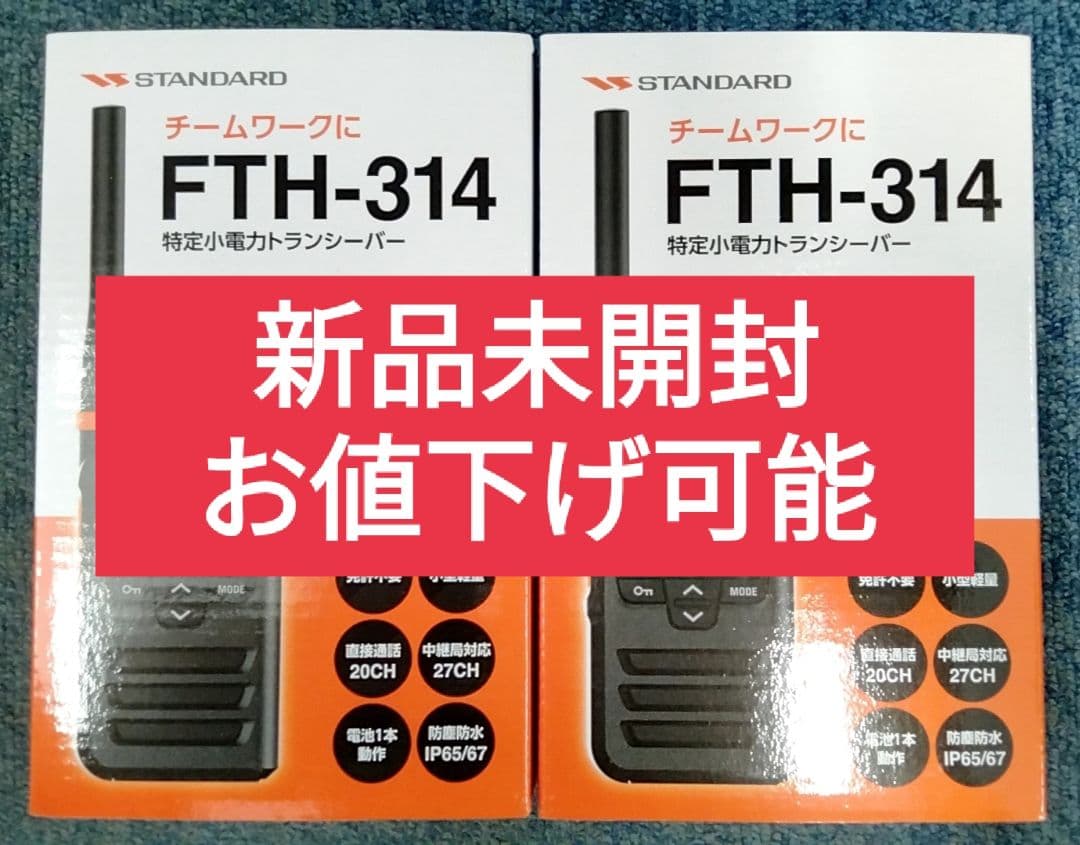 STANDARD
チームワークに
FTH-314
特定小電力トランシーバー
STANDARD
チームワークに
FTH-314
特定小電力トランシーバー
新品未開封
お値下げ可能
MODE
免許不要
小型軽量
直接通話
20CH
中継局対応
27CH
電池1本
動作
防塵防水
IP65/67
MODE
免許不要
小型軽量
直接通話
20CH
中継局対応
27CH
電池1本
動作
防塵防水
IP65/67